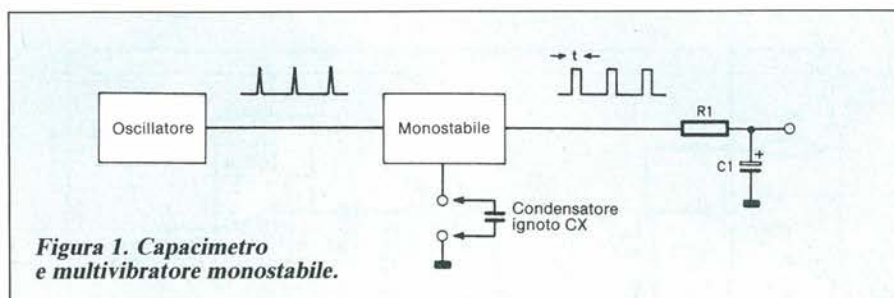 t
Oscillatore
Monostabile
R1
C1
+
Condensatore
ignoto CX
Figura 1. Capacimetro
e multivibratore monostabile.